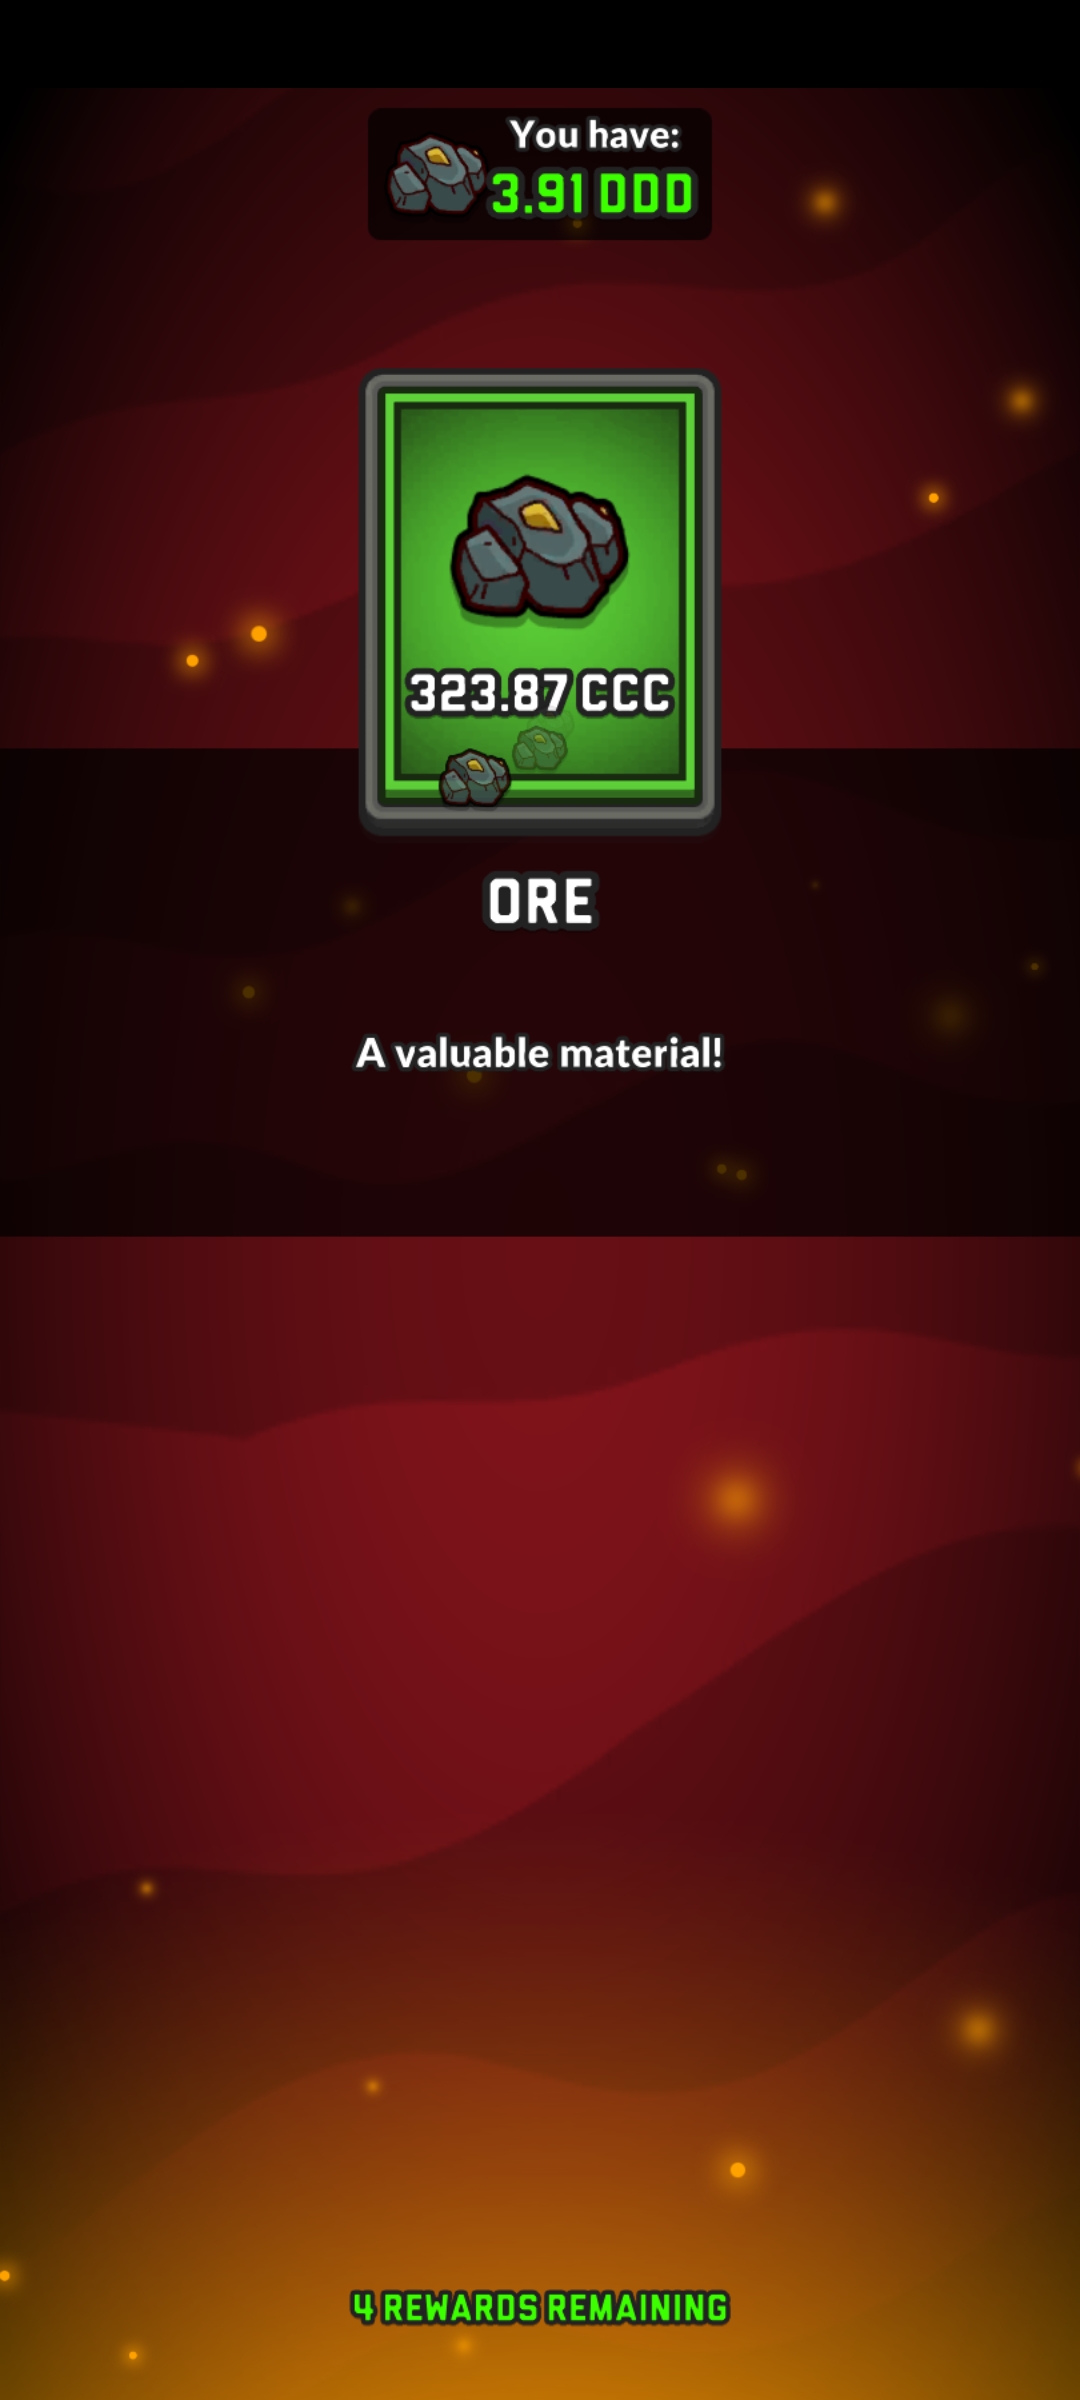 You have:
3.91 DDD
323.87 CCC
ORE
A valuable material!
4 REWARDS REMAINING